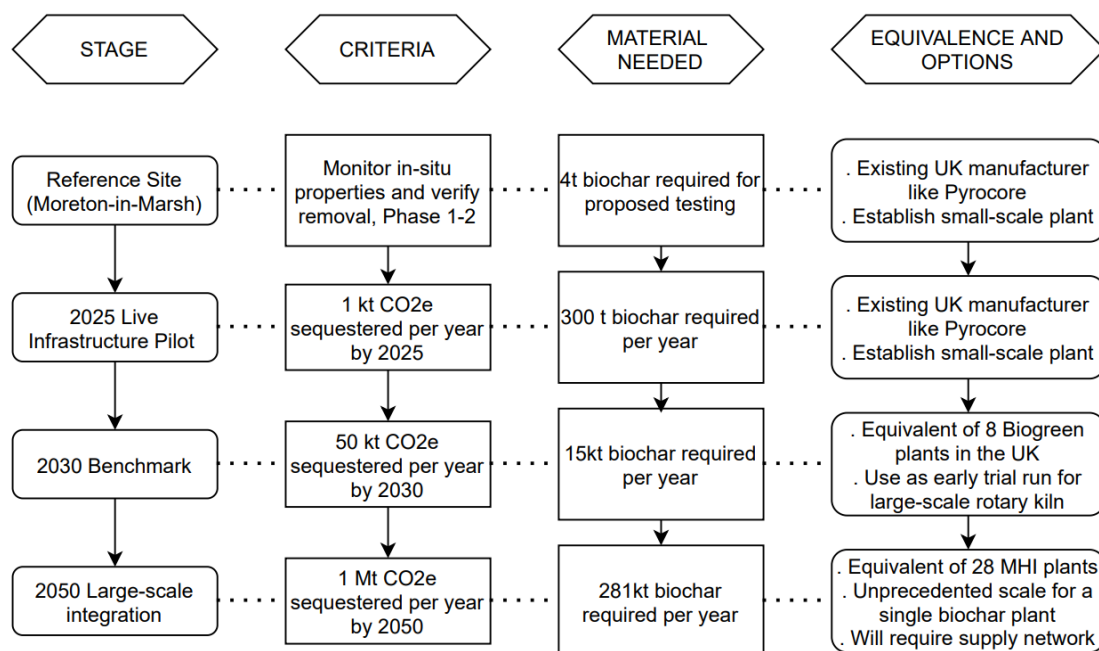 STAGE
CRITERIA
MATERIAL
NEEDED
EQUIVALENCE AND
OPTIONS
Reference Site
(Moreton-in-Marsh)
Monitor in-situ
properties and verify
removal, Phase 1-2
4t biochar required for
proposed testing
. Existing UK manufacturer
like Pyrocore
. Establish small-scale plant
2025 Live
Infrastructure Pilot
1 kt CO2e
sequestered per year
by 2025
300 t biochar required
per year
. Existing UK manufacturer
like Pyrocore
. Establish small-scale plant
2030 Benchmark
50 kt CO2e
sequestered per year
by 2030
15kt biochar required
per year
. Equivalent of 8 Biogreen
plants in the UK
. Use as early trial run for
large-scale rotary kiln
2050 Large-scale
integration
1 Mt CO2e
sequestered per year
by 2050
281kt biochar
required per year
. Equivalent of 28 MHI plants
. Unprecedented scale for a
single biochar plant
. Will require supply network